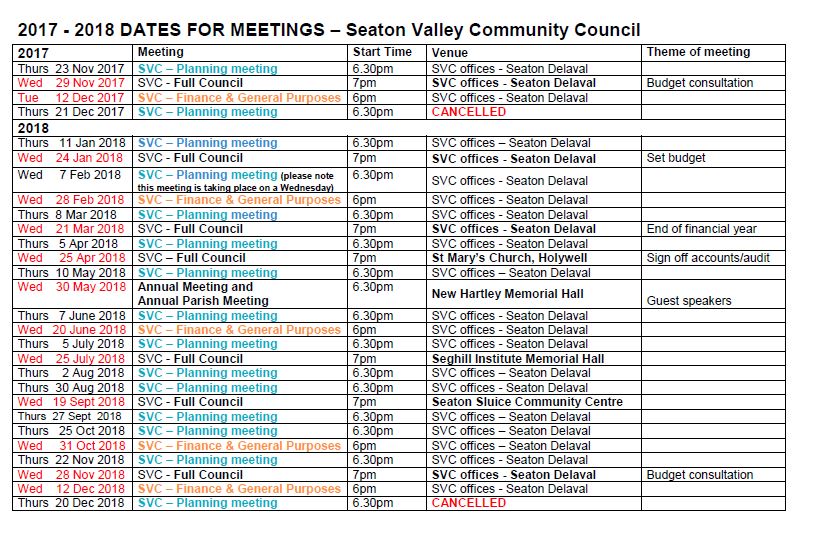 2017 - 2018 DATES FOR MEETINGS – Seaton Valley Community Council
2017 Meeting Start Time Venue Theme of meeting
Thurs 23 Nov 2017 SVC – Planning meeting 6.30pm SVC offices - Seaton Delaval
Wed 29 Nov 2017 SVC - Full Council 7pm SVC offices - Seaton Delaval Budget consultation
Tue 12 Dec 2017 SVC – Finance & General Purposes 6pm SVC offices - Seaton Delaval
Thurs 21 Dec 2017 SVC – Planning meeting 6.30pm CANCELLED
2018
Thurs 11 Jan 2018 SVC – Planning meeting 6.30pm SVC offices – Seaton Delaval
Wed 24 Jan 2018 SVC - Full Council 7pm SVC offices - Seaton Delaval Set budget
Wed 7 Feb 2018 SVC – Planning meeting (please note 6.30pm
this meeting is taking place on a Wednesday) SVC offices - Seaton Delaval
Wed 28 Feb 2018 SVC – Finance & General Purposes 6pm SVC offices - Seaton Delaval
Thurs 8 Mar 2018 SVC – Planning meeting 6.30pm SVC offices - Seaton Delaval
Wed 21 Mar 2018 SVC - Full Council 7pm SVC offices - Seaton Delaval End of financial year
Thurs 5 Apr 2018 SVC – Planning meeting 6.30pm SVC offices - Seaton Delaval
Wed 25 Apr 2018 SVC – Full Council 7pm St Mary's Church, Holywell Sign off accounts/audit
Thurs 10 May 2018 SVC – Planning meeting 6.30pm SVC offices – Seaton Delaval
Wed 30 May 2018 Annual Meeting and 6.30pm
Annual Parish Meeting New Hartley Memorial Hall Guest speakers
Thurs 7 June 2018 SVC – Planning meeting 6.30pm SVC offices - Seaton Delaval
Wed 20 June 2018 SVC – Finance & General Purposes 6pm SVC offices - Seaton Delaval
Thurs 5 July 2018 SVC – Planning meeting 6.30pm SVC offices - Seaton Delaval
Wed 25 July 2018 SVC - Full Council 7pm Seghill Institute Memorial Hall
Thurs 2 Aug 2018 SVC – Planning meeting 6.30pm SVC offices – Seaton Delaval
Thurs 30 Aug 2018 SVC – Planning meeting 6.30pm SVC offices - Seaton Delaval
Wed 19 Sept 2018 SVC - Full Council 7pm Seaton Sluice Community Centre
Thurs 27 Sept 2018 SVC – Planning meeting 6.30pm SVC offices – Seaton Delaval
Thurs 25 Oct 2018 SVC – Planning meeting 6.30pm SVC offices – Seaton Delaval
Wed 31 Oct 2018 SVC – Finance & General Purposes 6pm SVC offices - Seaton Delaval
Thurs 22 Nov 2018 SVC – Planning meeting 6.30pm SVC offices – Seaton Delaval
Wed 28 Nov 2018 SVC - Full Council 7pm SVC offices - Seaton Delaval Budget consultation
Wed 12 Dec 2018 SVC – Finance & General Purposes 6pm SVC offices - Seaton Delaval
Thurs 20 Dec 2018 SVC – Planning meeting 6.30pm CANCELLED